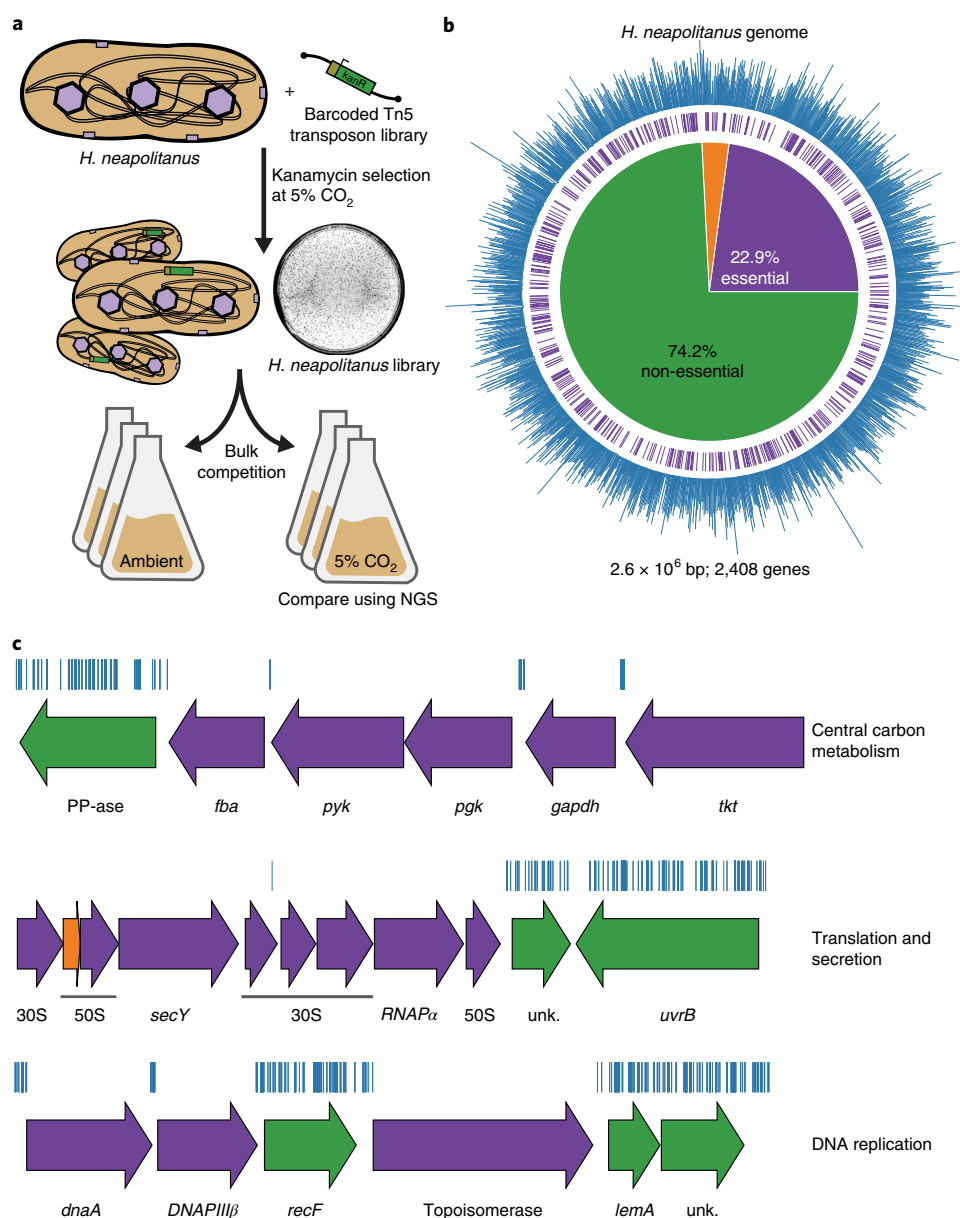 a
kanR
+
Barcoded Tn5
transposon library
H. neapolitanus
Kanamycin selection
at 5% CO2
H. neapolitanus library
Bulk
competition
Ambient
5% CO2
Compare using NGS
b
H. neapolitanus genome
22.9%
essential
74.2%
non-essential
2.6 × 10⁶ bp; 2,408 genes
c
Central carbon
metabolism
PP-ase fba pyk pgk gapdh tkt
Translation and
secretion
30S 50S secY 30S RNAPα 50S unk. uvrB
DNA replication
dnaA DNAPIIIβ recF Topoisomerase lemA unk.